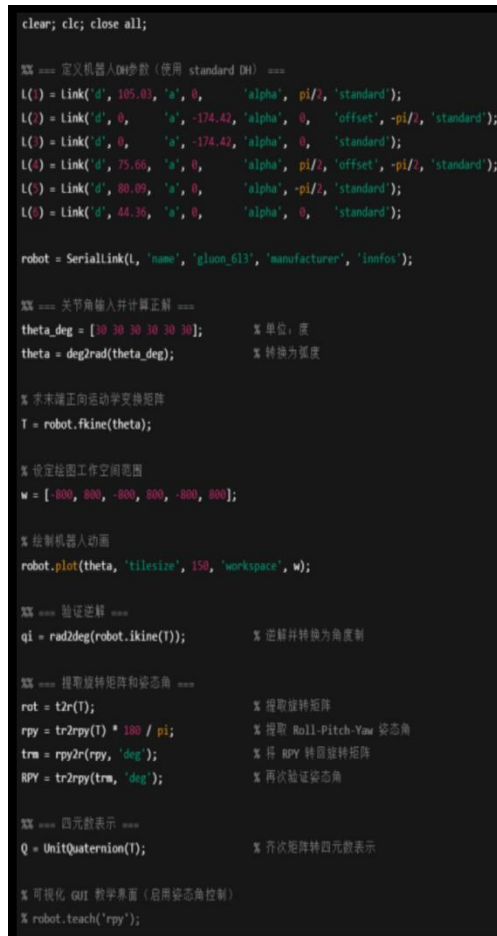 clear; clc; close all;
%% === 定义机器人DH参数（使用 standard DH） ===
L(1) = Link('d', 105.03, 'a', 0, 'alpha', pi/2, 'standard');
L(2) = Link('d', 0, 'a', -174.42, 'alpha', 0, 'offset', -pi/2, 'standard');
L(3) = Link('d', 0, 'a', -174.42, 'alpha', 0, 'standard');
L(4) = Link('d', 75.66, 'a', 0, 'alpha', pi/2, 'offset', -pi/2, 'standard');
L(5) = Link('d', 80.09, 'a', 0, 'alpha', -pi/2, 'standard');
L(6) = Link('d', 44.36, 'a', 0, 'alpha', 0, 'standard');
robot = SerialLink(L, 'name', 'gluon_6l3', 'manufacturer', 'innfos');
%% === 关节角输入并计算正解 ===
theta_deg = [30 30 30 30 30 30]; % 单位：度
theta = deg2rad(theta_deg); % 转换为弧度
% 求末端正向运动学变换矩阵
T = robot.fkine(theta);
% 设定绘图工作空间范围
w = [-800, 800, -800, 800, -800, 800];
% 绘制机器人动画
robot.plot(theta, 'tilesize', 150, 'workspace', w);
%% === 验证逆解 ===
qi = rad2deg(robot.ikine(T)); % 逆解并转换为角度制
%% === 提取旋转矩阵和姿态角 ===
rot = t2r(T); % 提取旋转矩阵
rpy = tr2rpy(T) * 180 / pi; % 提取 Roll-Pitch-Yaw 姿态角
trm = rpy2r(rpy, 'deg'); % 将 RPY 转回旋转矩阵
RPY = tr2rpy(trm, 'deg'); % 再次验证姿态角
%% === 四元数表示 ===
Q = UnitQuaternion(T); % 齐次矩阵转四元数表示
% 可视化 GUI 教学界面（启用姿态角控制）
% robot.teach('rpy');